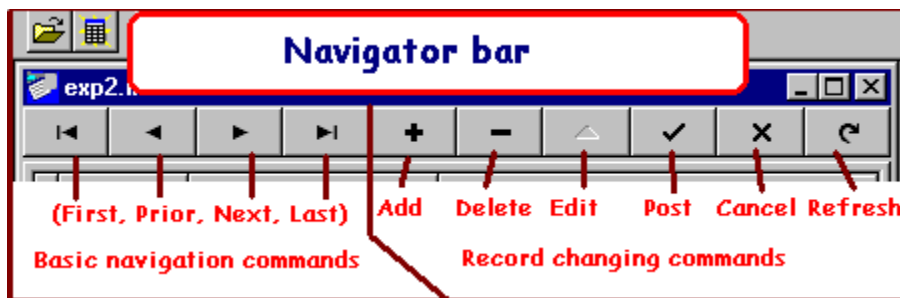 Navigator bar
exp2.
(First, Prior, Next, Last) Add Delete Edit Post Cancel Refresh
Basic navigation commands Record changing commands